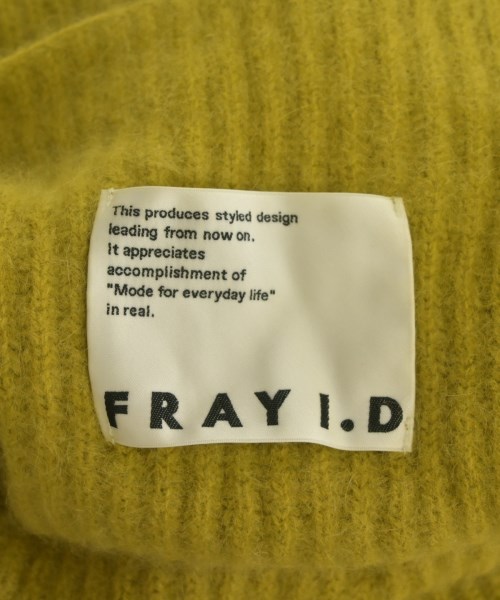 This produces styled design
leading from now on.
It appreciates
accomplishment of
"Mode for everyday life"
in real.
FRAY I.D